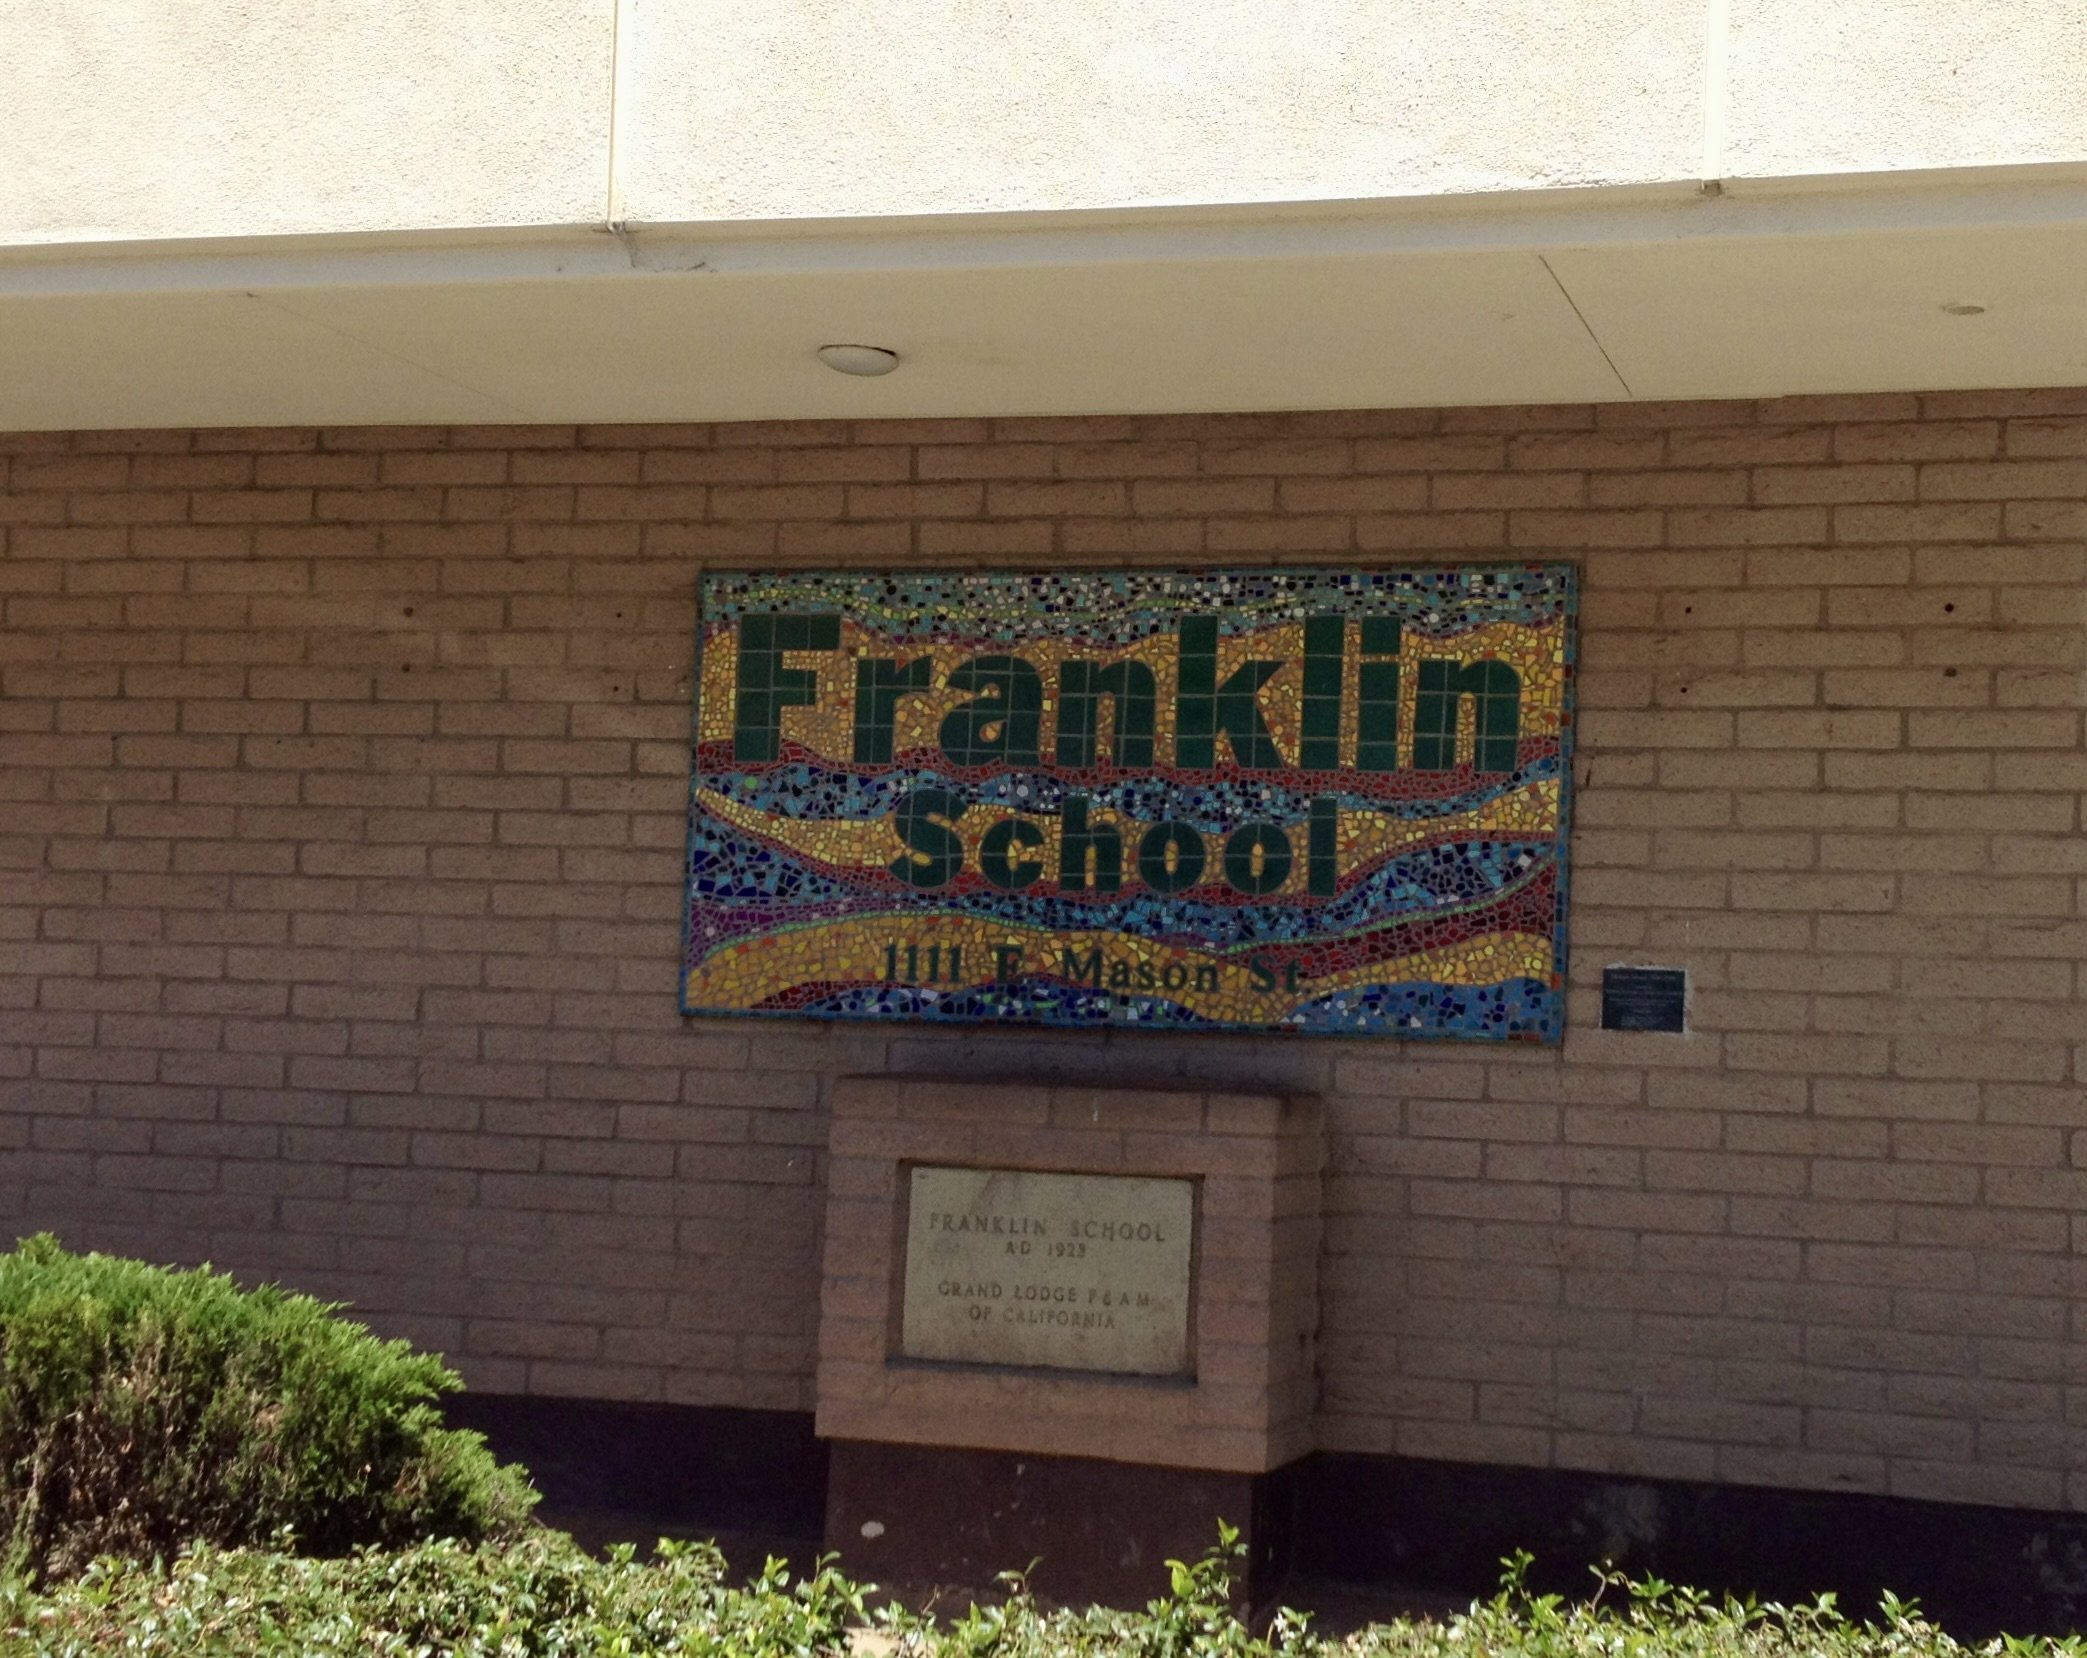 Franklin
School
1111 E. Mason St.
FRANKLIN SCHOOL
AD 1923
GRAND LODGE F & A M
OF CALIFORNIA